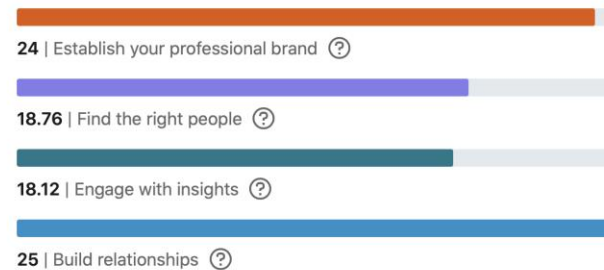 24 | Establish your professional brand ?
18.76 | Find the right people ?
18.12 | Engage with insights ?
25 | Build relationships ?